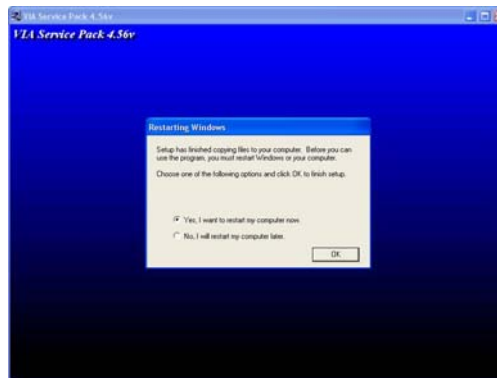 VIA Service Pack 4.56v
VIA Service Pack 4.56v
Restarting Windows
Setup has finished copying files to your computer. Before you can
use the program, you must restart Windows or your computer.
Choose one of the following options and click OK to finish setup.
Yes, I want to restart my computer now.
No, I will restart my computer later.
OK